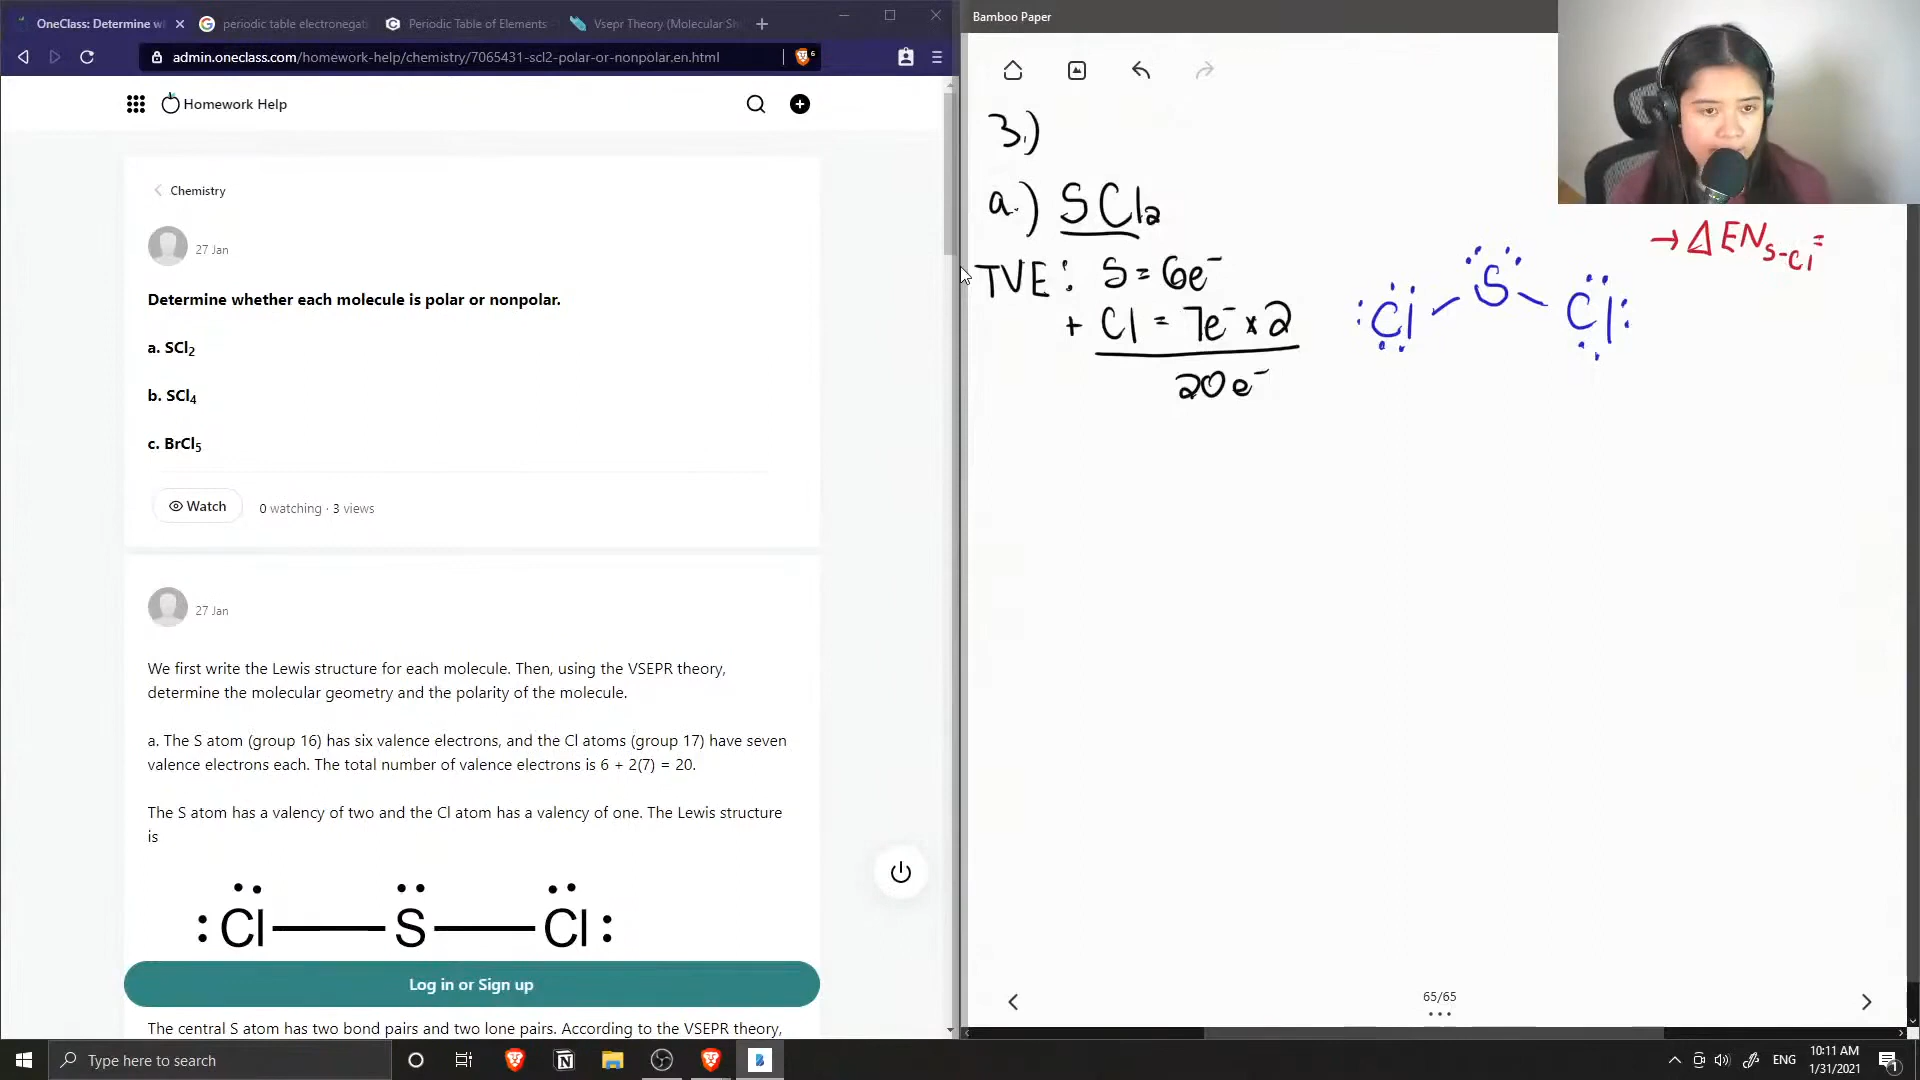 OneClass: Determine w
periodic table electronegat
Periodic Table of Elements
Vsepr Theory (Molecular Sh
admin.oneclass.com/homework-help/chemistry/7065431-scl2-polar-or-nonpolar.en.html
6
Homework Help
Chemistry
27 Jan
Determine whether each molecule is polar or nonpolar.
a. SCl₂
b. SCl₄
c. BrCl₅
Watch
0 watching · 3 views
27 Jan
We first write the Lewis structure for each molecule. Then, using the VSEPR theory,
determine the molecular geometry and the polarity of the molecule.
a. The S atom (group 16) has six valence electrons, and the Cl atoms (group 17) have seven
valence electrons each. The total number of valence electrons is 6 + 2(7) = 20.
The S atom has a valency of two and the Cl atom has a valency of one. The Lewis structure
is
:Cl — S — Cl:
Log in or Sign up
The central S atom has two bond pairs and two lone pairs. According to the VSEPR theory,
Bamboo Paper
3.)
a.) SCl₂
TVE: S = 6e⁻
+ Cl = 7e⁻ x 2
20e⁻
:Cl – S – Cl:
→ ΔEN S-Cl =
65/65
Type here to search
ENG
10:11 AM
1/31/2021
1